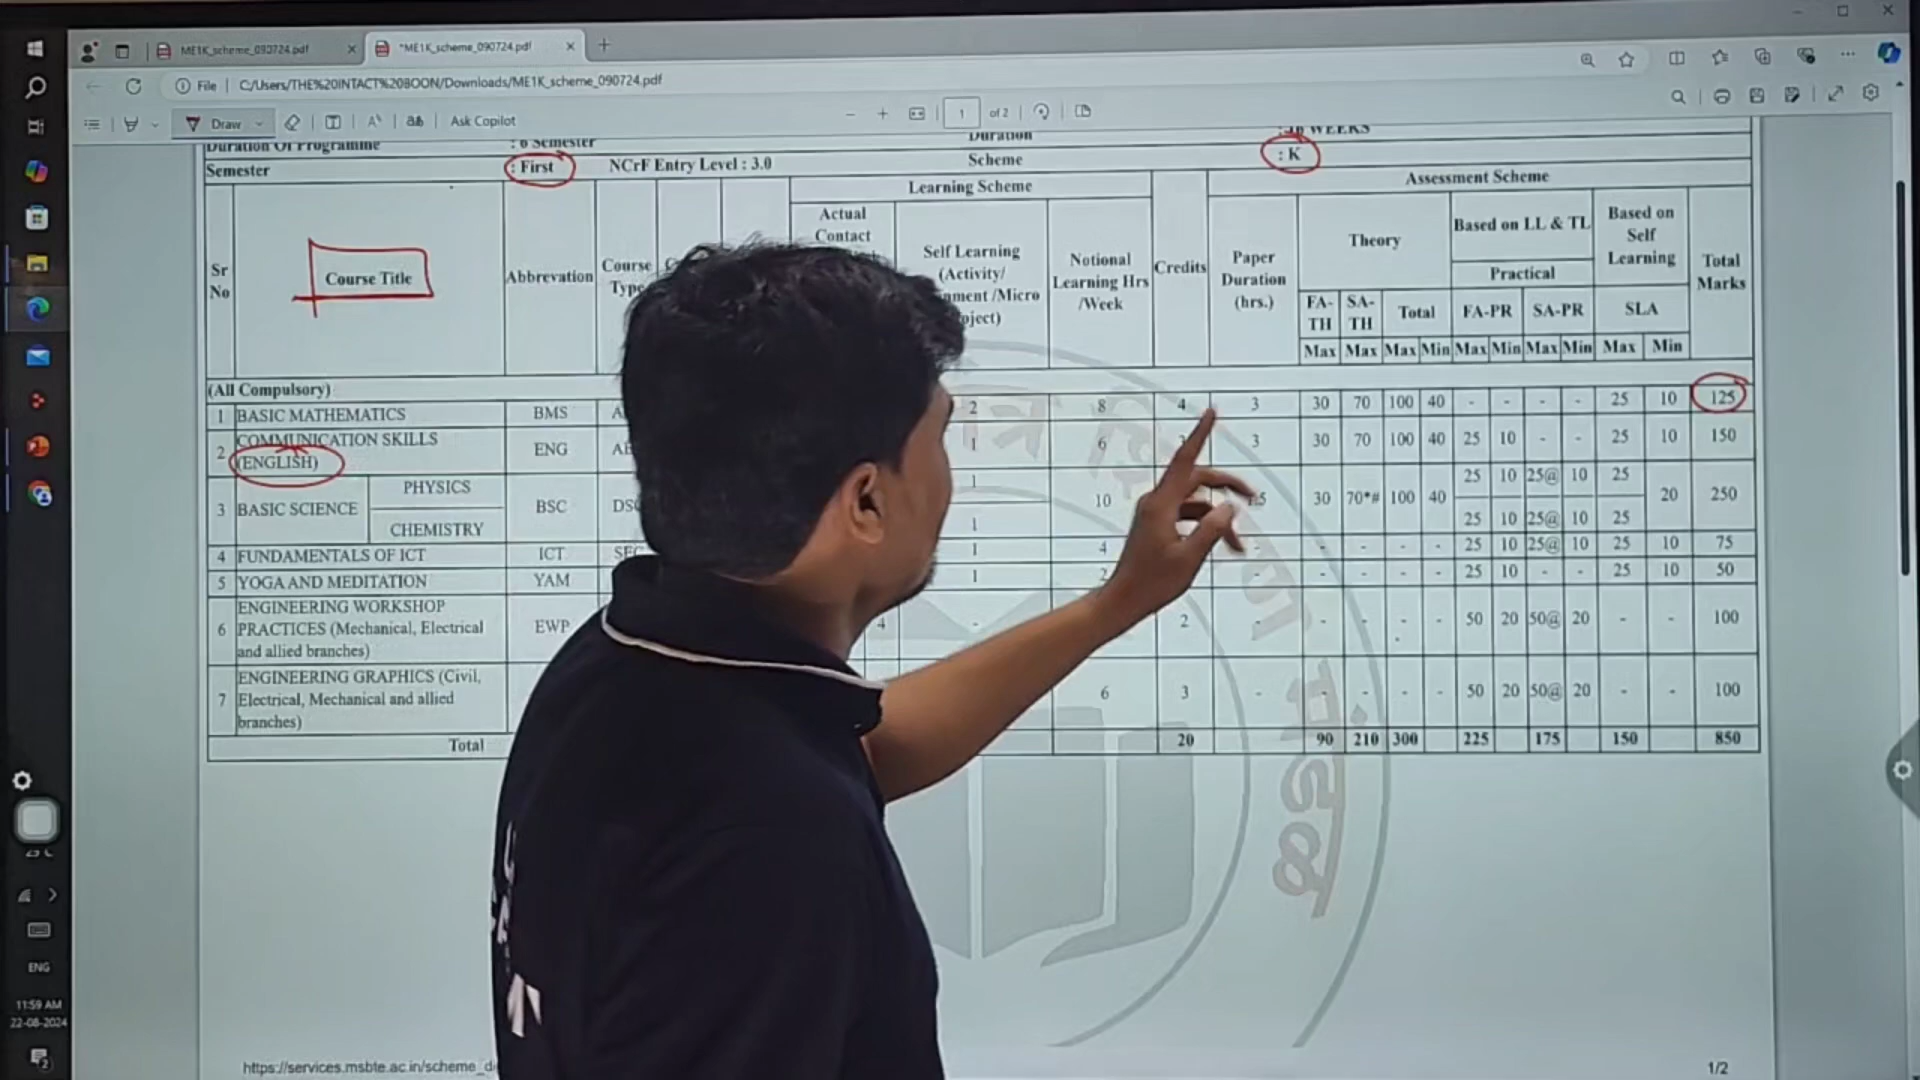 ME1K_scheme_090724.pdf
*ME1K_scheme_090724.pdf
File C:/Users/THE%20INTACT%20BOON/Downloads/ME1K_scheme_090724.pdf
Draw
Ask Copilot
1 of 2
Duration Of Programme : 6 Semester Duration : 16 WEEKS
Semester : First NCrF Entry Level : 3.0 Scheme : K
Sr No
Course Title
Abbrevation
Course Type
Learning Scheme
Actual Contact
Self Learning (Activity/
/Micro
Notional Learning Hrs /Week
Credits
Paper Duration (hrs.)
Assessment Scheme
Theory
Based on LL & TL
Based on Self Learning
Total Marks
Practical
FA-TH SA-TH Total FA-PR SA-PR SLA
Max Max Max Min Max Min Max Min Max Min
(All Compulsory)
1 BASIC MATHEMATICS BMS 2 8 4 3 30 70 100 40 - - - - 25 10 125
2 COMMUNICATION SKILLS (ENGLISH) ENG 1 6 3 30 70 100 40 25 10 - - 25 10 150
3 BASIC SCIENCE PHYSICS BSC 1 10 30 70*# 100 40 25 10 25@ 10 25 20 250
CHEMISTRY 1 25 10 25@ 10 25
4 FUNDAMENTALS OF ICT ICT SEC 1 4 - - - - - 25 10 25@ 10 25 10 75
5 YOGA AND MEDITATION YAM 1 2 - - - - - 25 10 - - 25 10 50
6 ENGINEERING WORKSHOP PRACTICES (Mechanical, Electrical and allied branches) EWP 4 - 2 - - - - - 50 20 50@ 20 - - 100
7 ENGINEERING GRAPHICS (Civil, Electrical, Mechanical and allied branches) 6 3 - - - - - 50 20 50@ 20 - - 100
Total 20 90 210 300 225 175 150 850
मंडळ
ENG
11:59 AM
22-08-2024
https://services.msbte.ac.in/scheme_di
1/2